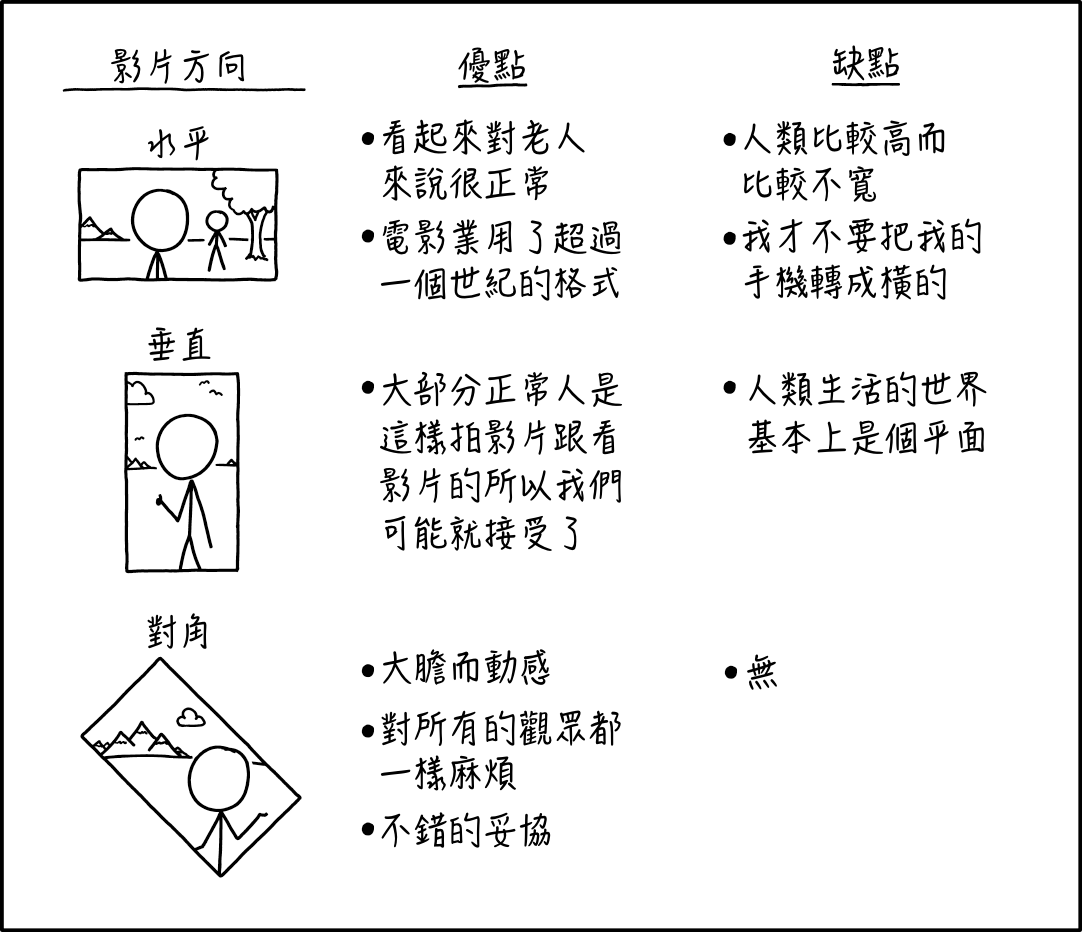 影片方向
優點
缺點
水平
•看起來對老人
來說很正常
•電影業用了超過
一個世紀的格式
•人類比較高而
比較不寬
•我才不要把我的
手機轉成橫的
垂直
•大部分正常人是
這樣拍影片跟看
影片的所以我們
可能就接受了
•人類生活的世界
基本上是個平面
對角
•大膽而動感
•對所有的觀眾都
一樣麻煩
•不錯的妥協
•無